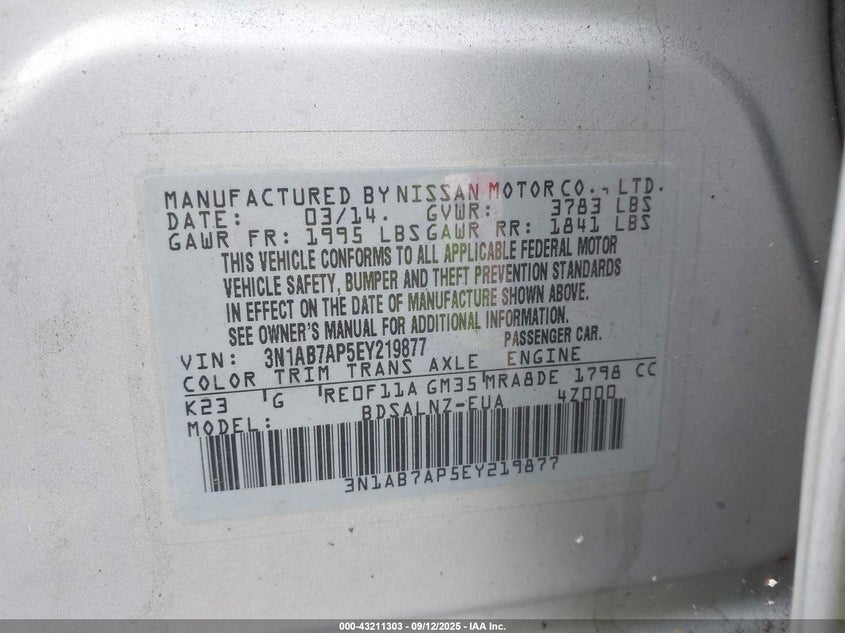 MANUFACTURED BY NISSAN MOTOR CO., LTD.
DATE: 03/14. GVWR: 3783 LBS
GAWR FR: 1995 LBS GAWR RR: 1841 LBS
THIS VEHICLE CONFORMS TO ALL APPLICABLE FEDERAL MOTOR
VEHICLE SAFETY, BUMPER AND THEFT PREVENTION STANDARDS
IN EFFECT ON THE DATE OF MANUFACTURE SHOWN ABOVE.
SEE OWNER'S MANUAL FOR ADDITIONAL INFORMATION.
VIN: 3N1AB7AP5EY219877 PASSENGER CAR.
COLOR TRIM TRANS AXLE ENGINE
K23 G RE0F11A GM35 MRA8DE 1798 CC
MODEL: BDSALNZ-EUA 4Z000
3N1AB7AP5EY219877
000-43211303 - 09/12/2025 - IAA Inc.